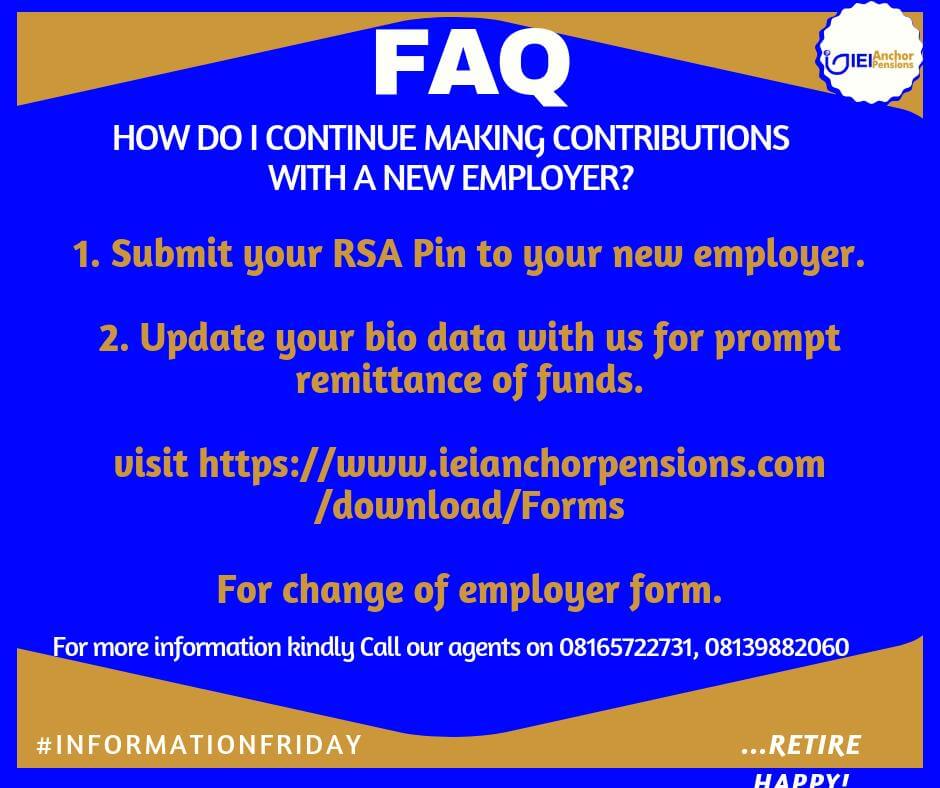 FAQ
IEI Anchor
Pensions
HOW DO I CONTINUE MAKING CONTRIBUTIONS
WITH A NEW EMPLOYER?
1. Submit your RSA Pin to your new employer.
2. Update your bio data with us for prompt
remittance of funds.
visit https://www.ieianchorpensions.com
/download/Forms
For change of employer form.
For more information kindly Call our agents on 08165722731, 08139882060
#INFORMATIONFRIDAY
...RETIRE
HAPPY!